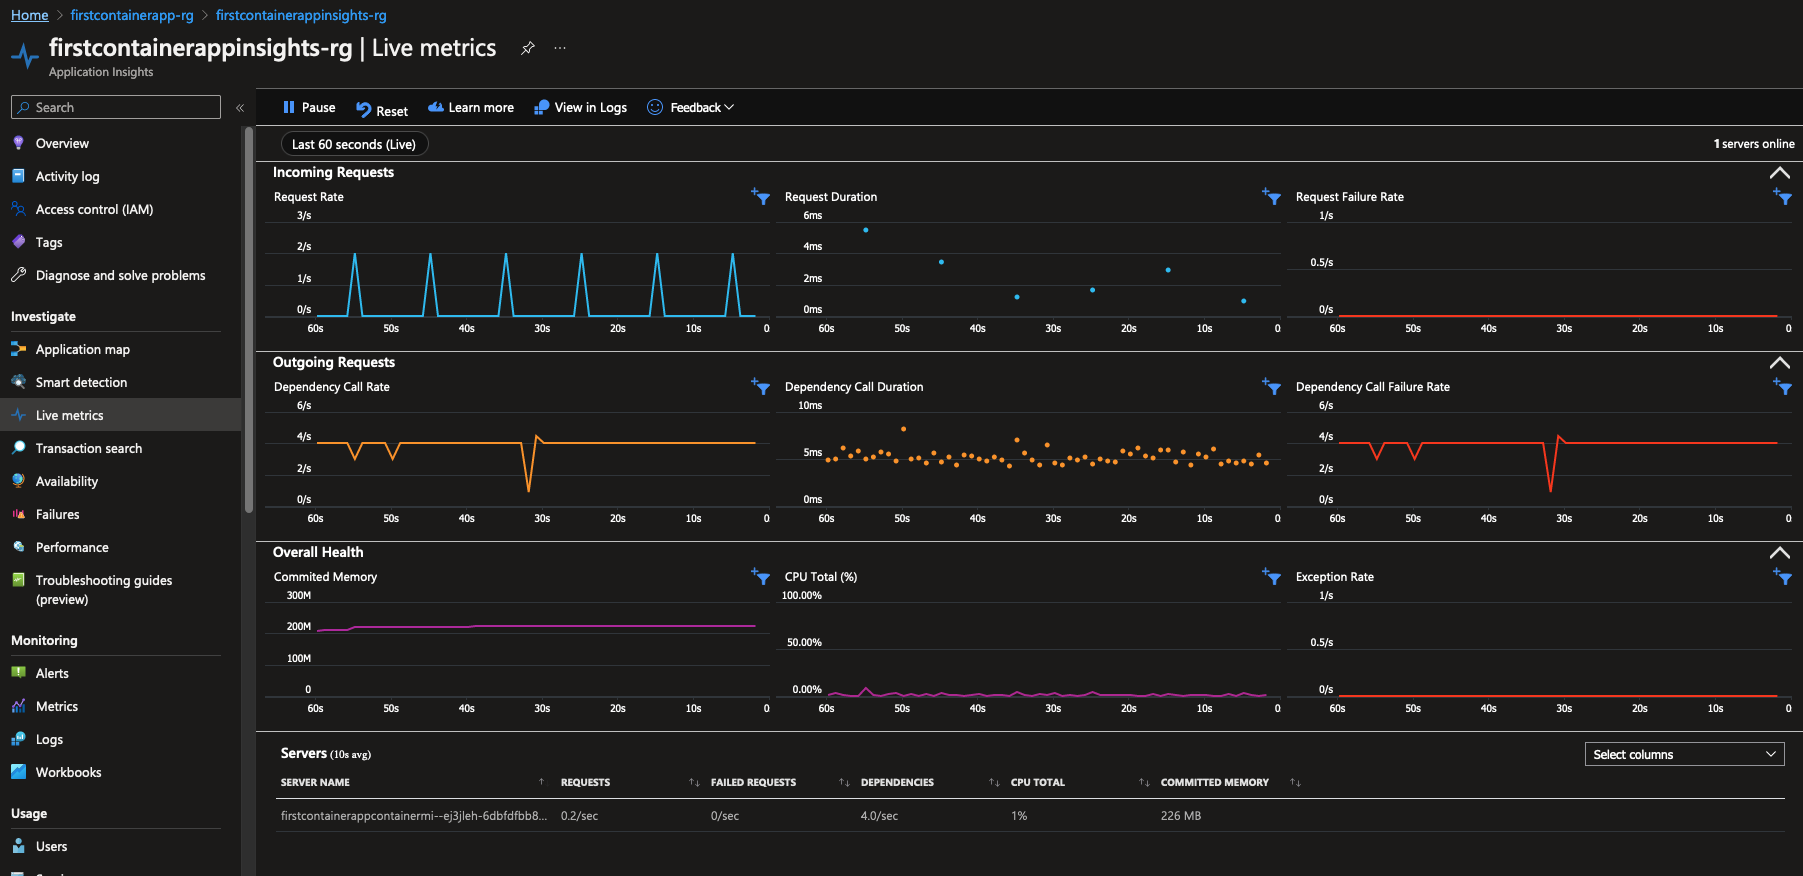 Home > firstcontainerapp-rg > firstcontainerappinsights-rg
firstcontainerappinsights-rg | Live metrics ...
Application Insights
Search «
Overview
Activity log
Access control (IAM)
Tags
Diagnose and solve problems
Investigate
Application map
Smart detection
Live metrics
Transaction search
Availability
Failures
Performance
Troubleshooting guides
(preview)
Monitoring
Alerts
Metrics
Logs
Workbooks
Usage
Users
Pause Reset Learn more View in Logs Feedback
Last 60 seconds (Live) 1 servers online
Incoming Requests
Request Rate
3/s
2/s
1/s
0/s
60s 50s 40s 30s 20s 10s 0
Request Duration
6ms
4ms
2ms
0ms
60s 50s 40s 30s 20s 10s 0
Request Failure Rate
1/s
0.5/s
0/s
60s 50s 40s 30s 20s 10s 0
Outgoing Requests
Dependency Call Rate
6/s
4/s
2/s
0/s
60s 50s 40s 30s 20s 10s 0
Dependency Call Duration
10ms
5ms
0ms
60s 50s 40s 30s 20s 10s 0
Dependency Call Failure Rate
6/s
4/s
2/s
0/s
60s 50s 40s 30s 20s 10s 0
Overall Health
Commited Memory
300M
200M
100M
0
60s 50s 40s 30s 20s 10s 0
CPU Total (%)
100.00%
50.00%
0.00%
60s 50s 40s 30s 20s 10s 0
Exception Rate
1/s
0.5/s
0/s
60s 50s 40s 30s 20s 10s 0
Servers (10s avg) Select columns
SERVER NAME ↑ REQUESTS ↑↓ FAILED REQUESTS ↑↓ DEPENDENCIES ↑↓ CPU TOTAL ↑↓ COMMITTED MEMORY ↑↓
firstcontainerappcontainermi--ej3jleh-6dbfdfbb8... 0.2/sec 0/sec 4.0/sec 1% 226 MB